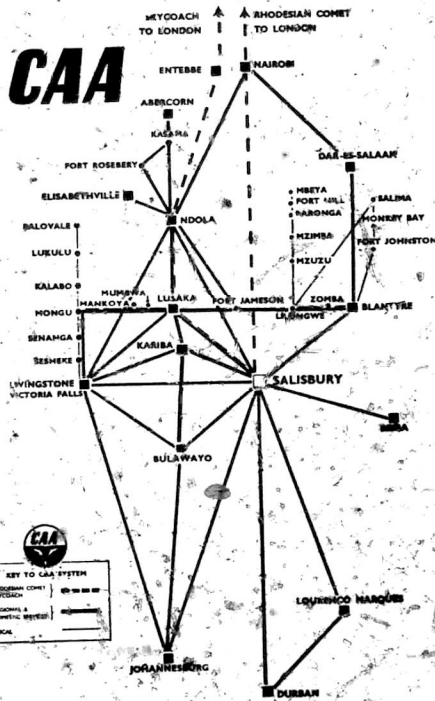 SKYCOACH
TO LONDON
RHODESIAN COMET
TO LONDON
CAA
ENTEBBE
NAIROBI
ABERCORN
KASAMA
FORT ROSEBERY
DAR-ES-SALAAM
ELISABETHVILLE
NDOLA
MBETA
FORT HILL
KARONGA
MZIMBA
MZUZU
SALIMA
MONKEY BAY
FORT JOHNSTON
BALOVALE
LUKULU
KALABO
MONGU
SENANGA
SESHEKE
MUMBWA
MANKOYA
LUSAKA
FORT JAMESON
LILONGWE
ZOMBA
BLANTYRE
KARIBA
LIVINGSTONE
VICTORIA FALLS
SALISBURY
BEIRA
BULAWAYO
CAA
KEY TO CAA SYSTEM
LOURENCO MARQUES
JOHANNESBURG
DURBAN